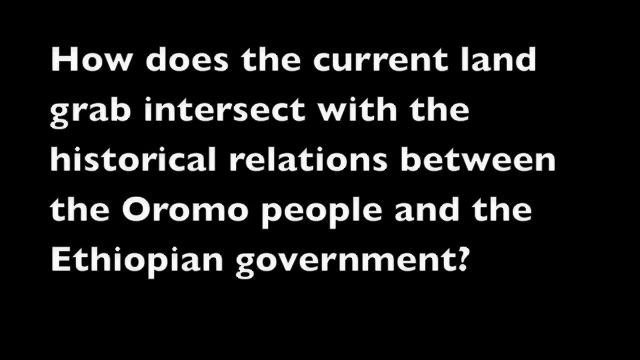 How does the current land
grab intersect with the
historical relations between
the Oromo people and the
Ethiopian government?